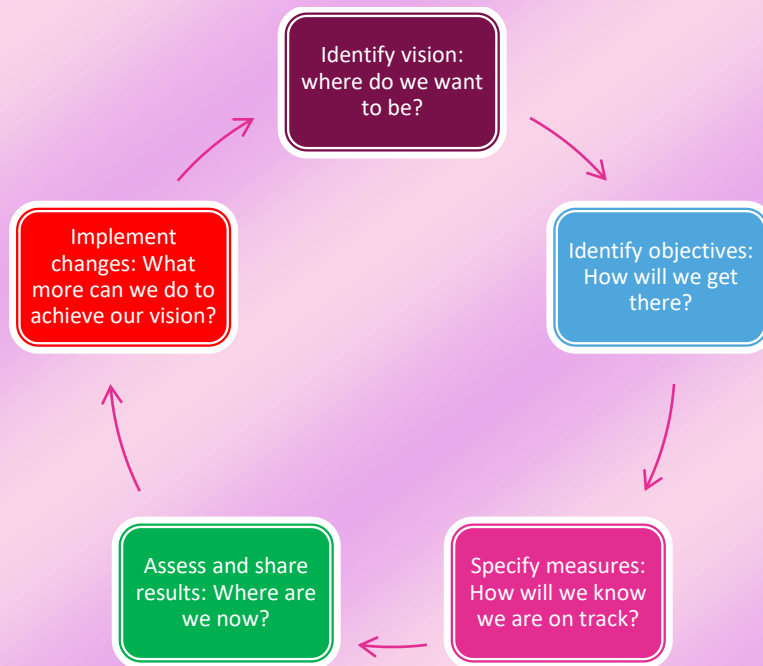 Identify vision:
where do we want
to be?
Identify objectives:
How will we get
there?
Specify measures:
How will we know
we are on track?
Assess and share
results: Where are
we now?
Implement
changes: What
more can we do to
achieve our vision?